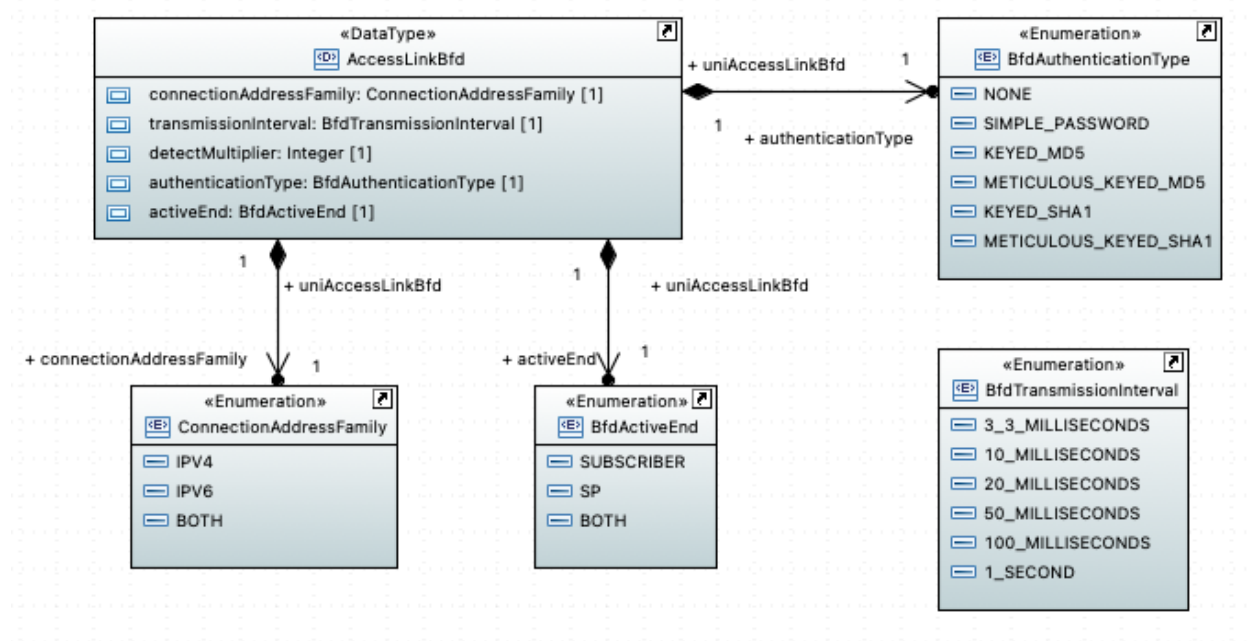 «DataType»
AccessLinkBfd
connectionAddressFamily: ConnectionAddressFamily [1]
transmissionInterval: BfdTransmissionInterval [1]
detectMultiplier: Integer [1]
authenticationType: BfdAuthenticationType [1]
activeEnd: BfdActiveEnd [1]
+ uniAccessLinkBfd
1
1
+ authenticationType
«Enumeration»
<E> BfdAuthenticationType
NONE
SIMPLE_PASSWORD
KEYED_MD5
METICULOUS_KEYED_MD5
KEYED_SHA1
METICULOUS_KEYED_SHA1
1
+ uniAccessLinkBfd
+ connectionAddressFamily
1
1
+ uniAccessLinkBfd
+ activeEnd
1
«Enumeration»
<E> ConnectionAddressFamily
IPV4
IPV6
BOTH
«Enumeration»
<E> BfdActiveEnd
SUBSCRIBER
SP
BOTH
«Enumeration»
<E> BfdTransmissionInterval
3_3_MILLISECONDS
10_MILLISECONDS
20_MILLISECONDS
50_MILLISECONDS
100_MILLISECONDS
1_SECOND